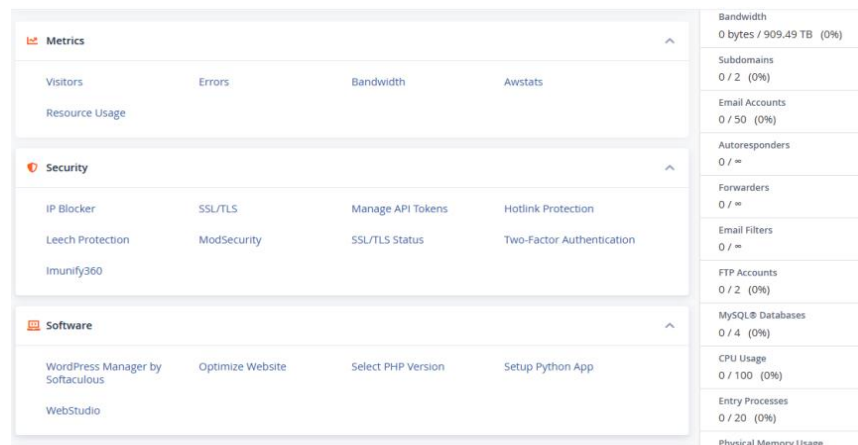 Metrics
Visitors
Errors
Bandwidth
Awstats
Resource Usage
Security
IP Blocker
SSL/TLS
Manage API Tokens
Hotlink Protection
Leech Protection
ModSecurity
SSL/TLS Status
Two-Factor Authentication
Imunify360
Software
WordPress Manager by
Softaculous
Optimize Website
Select PHP Version
Setup Python App
WebStudio
Bandwidth
0 bytes / 909.49 TB (0%)
Subdomains
0 / 2 (0%)
Email Accounts
0 / 50 (0%)
Autoresponders
0 / ∞
Forwarders
0 / ∞
Email Filters
0 / ∞
FTP Accounts
0 / 2 (0%)
MySQL® Databases
0 / 4 (0%)
CPU Usage
0 / 100 (0%)
Entry Processes
0 / 20 (0%)
Physical Memory Usage